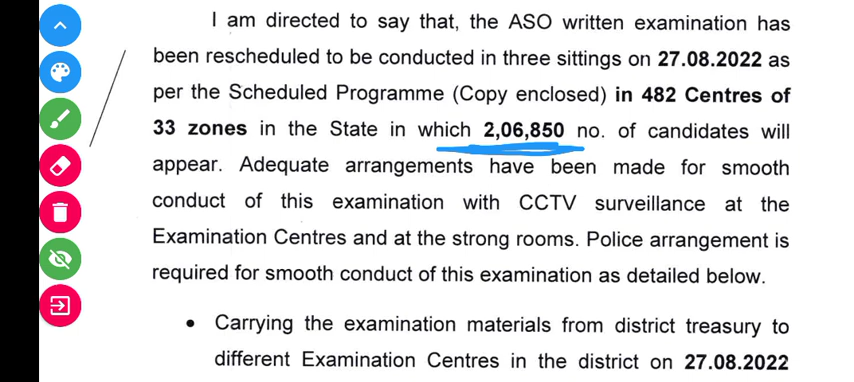 I am directed to say that, the ASO written examination has
been rescheduled to be conducted in three sittings on 27.08.2022 as
per the Scheduled Programme (Copy enclosed) in 482 Centres of
33 zones in the State in which 2,06,850 no. of candidates will
appear. Adequate arrangements have been made for smooth
conduct of this examination with CCTV surveillance at the
Examination Centres and at the strong rooms. Police arrangement is
required for smooth conduct of this examination as detailed below.
• Carrying the examination materials from district treasury to
different Examination Centres in the district on 27.08.2022